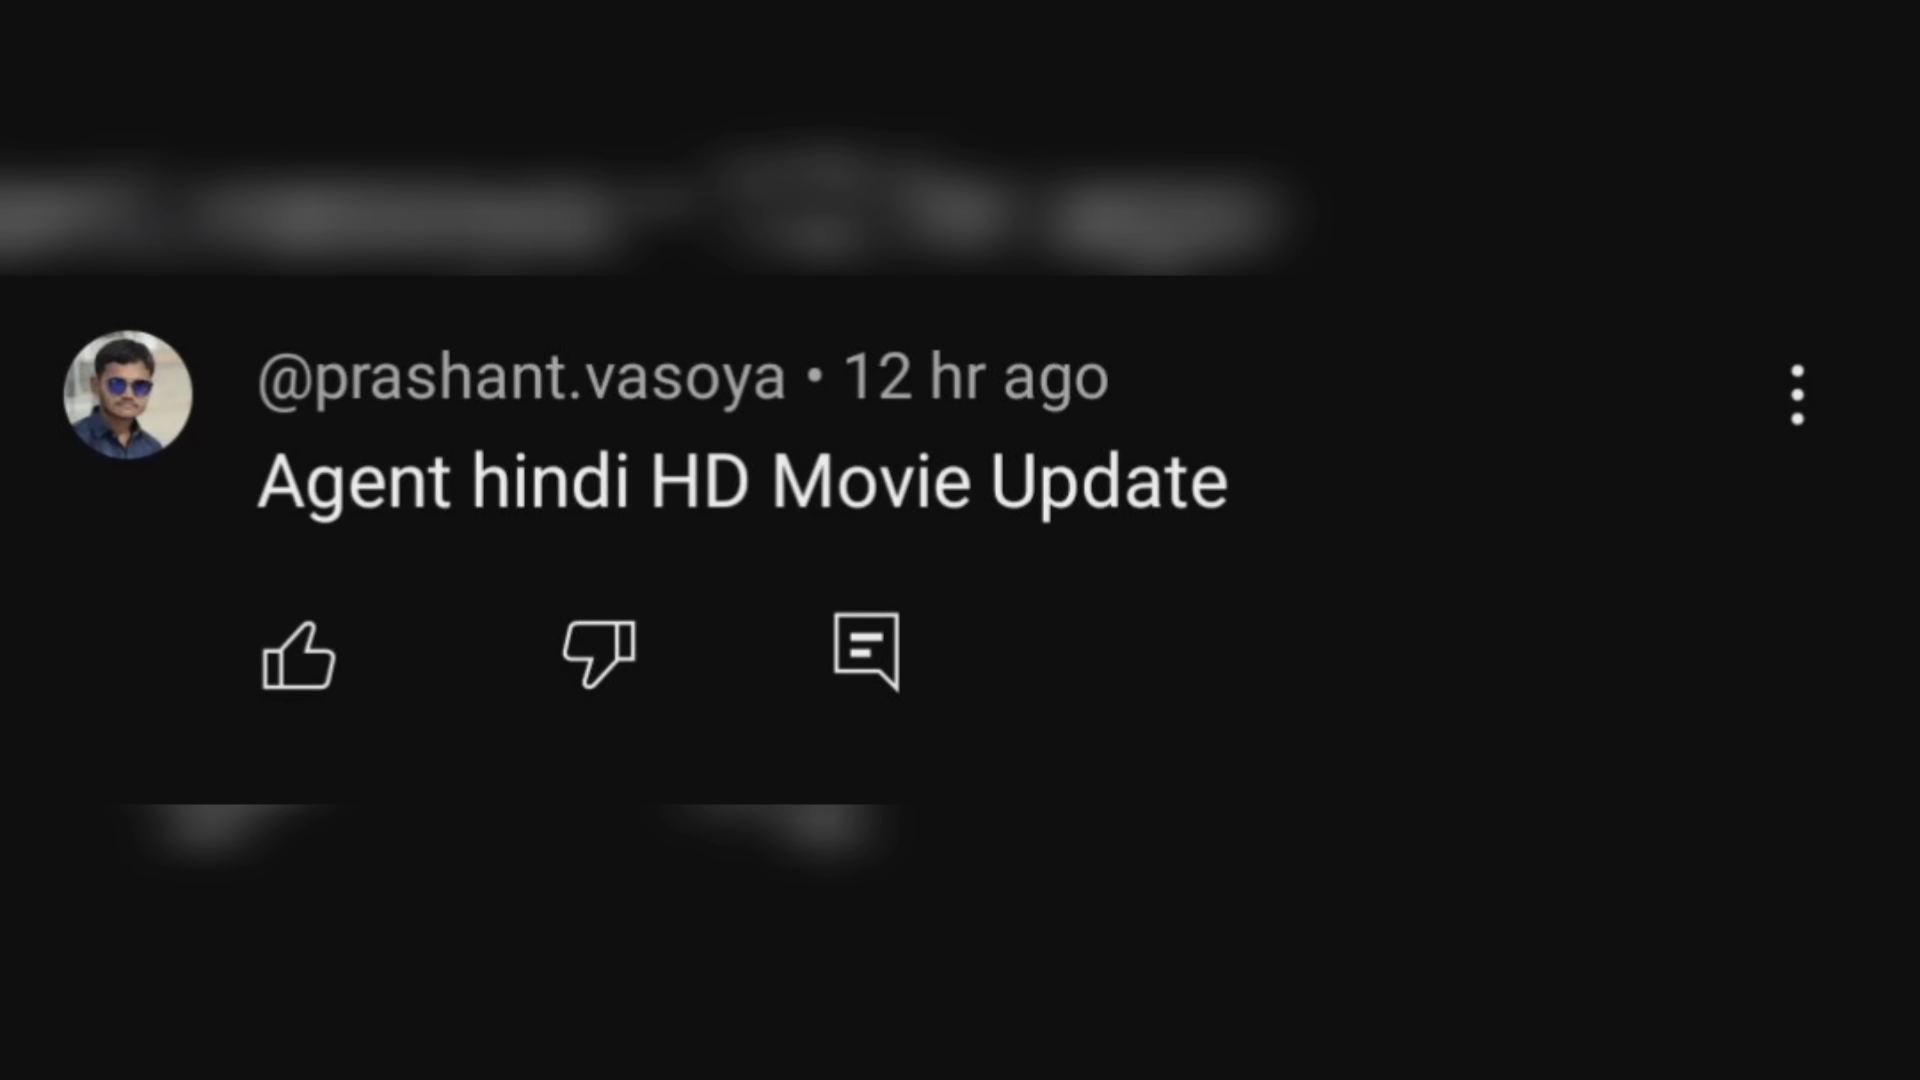 @prashant.vasoya • 12 hr ago
Agent hindi HD Movie Update